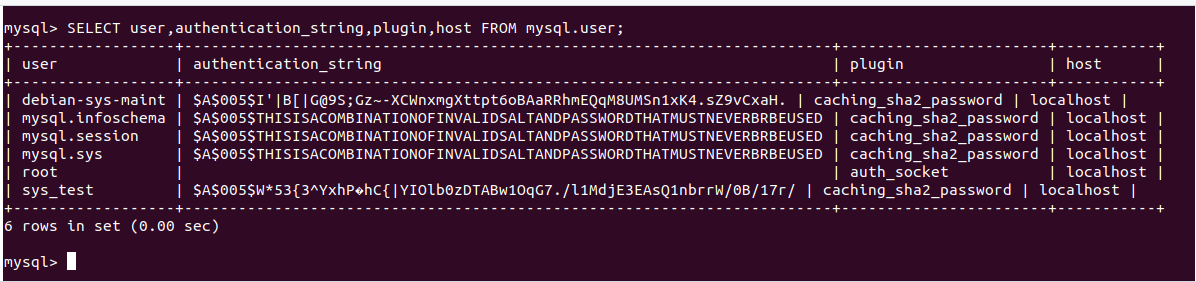 mysql> SELECT user,authentication_string,plugin,host FROM mysql.user;
+------------------+------------------------------------------------------------------------+-----------------------+-----------+
| user             | authentication_string                                                  | plugin                | host      |
+------------------+------------------------------------------------------------------------+-----------------------+-----------+
| debian-sys-maint | $A$005$I'|B[|G@9S;Gz~-XCWnxmgXttpt6oBAaRRhmEQqM8UMSn1xK4.sZ9vCxaH. | caching_sha2_password | localhost |
| mysql.infoschema | $A$005$THISISACOMBINATIONOFINVALIDSALTANDPASSWORDTHATMUSTNEVERBRBEUSED | caching_sha2_password | localhost |
| mysql.session    | $A$005$THISISACOMBINATIONOFINVALIDSALTANDPASSWORDTHATMUSTNEVERBRBEUSED | caching_sha2_password | localhost |
| mysql.sys        | $A$005$THISISACOMBINATIONOFINVALIDSALTANDPASSWORDTHATMUSTNEVERBRBEUSED | caching_sha2_password | localhost |
| root             |                                                                        | auth_socket           | localhost |
| sys_test         | $A$005$W*53{3^YxhP�hC{|YIOlb0zDTABw1OqG7./l1MdjE3EAsQ1nbrrW/0B/17r/ | caching_sha2_password | localhost |
+------------------+------------------------------------------------------------------------+-----------------------+-----------+
6 rows in set (0.00 sec)
mysql>